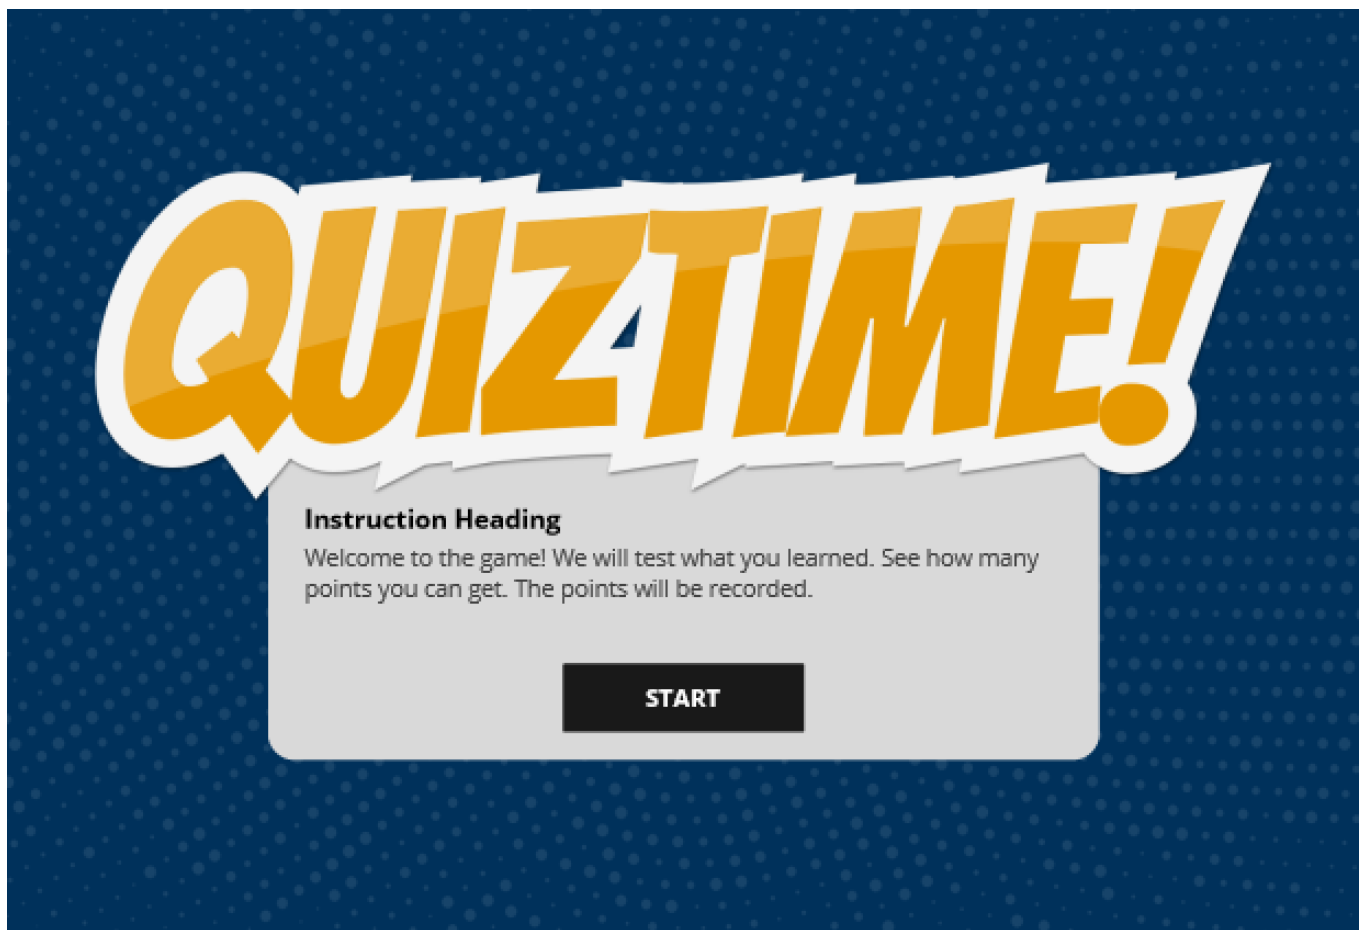 QUIZTIME!
Instruction Heading
Welcome to the game! We will test what you learned. See how many
points you can get. The points will be recorded.
START